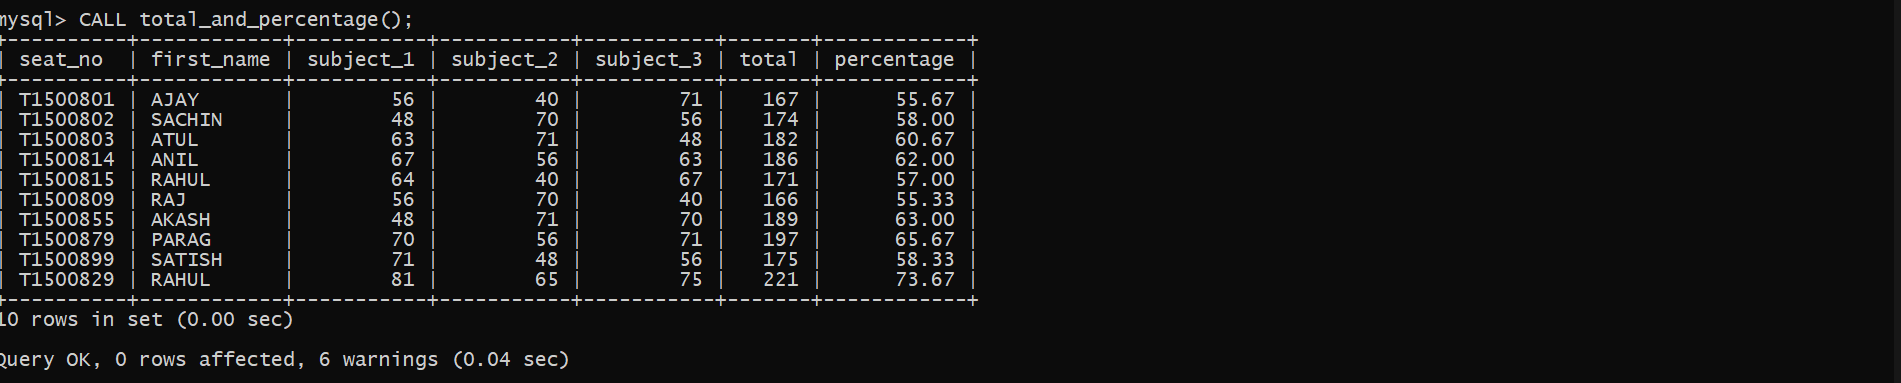 mysql> CALL total_and_percentage();
+----------+------------+-----------+-----------+-----------+-------+------------+
| seat_no  | first_name | subject_1 | subject_2 | subject_3 | total | percentage |
+----------+------------+-----------+-----------+-----------+-------+------------+
| T1500801 | AJAY       |        56 |        40 |        71 |   167 |      55.67 |
| T1500802 | SACHIN     |        48 |        70 |        56 |   174 |      58.00 |
| T1500803 | ATUL       |        63 |        71 |        48 |   182 |      60.67 |
| T1500814 | ANIL       |        67 |        56 |        63 |   186 |      62.00 |
| T1500815 | RAHUL      |        64 |        40 |        67 |   171 |      57.00 |
| T1500809 | RAJ        |        56 |        70 |        40 |   166 |      55.33 |
| T1500855 | AKASH      |        48 |        71 |        70 |   189 |      63.00 |
| T1500879 | PARAG      |        70 |        56 |        71 |   197 |      65.67 |
| T1500899 | SATISH     |        71 |        48 |        56 |   175 |      58.33 |
| T1500829 | RAHUL      |        81 |        65 |        75 |   221 |      73.67 |
+----------+------------+-----------+-----------+-----------+-------+------------+
10 rows in set (0.00 sec)
Query OK, 0 rows affected, 6 warnings (0.04 sec)